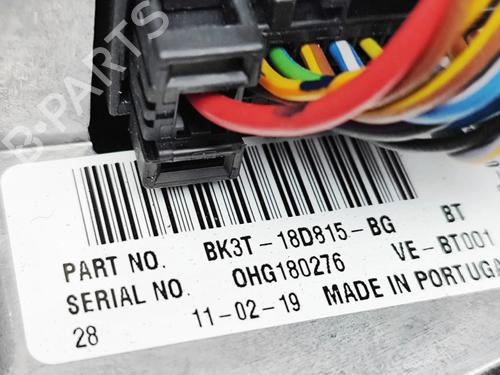 B-PARTS
PART NO. BK3T-18D815-BG BT
SERIAL NO. OHG180276 VE-BT001
28 11-02-19 MADE IN PORTUGA